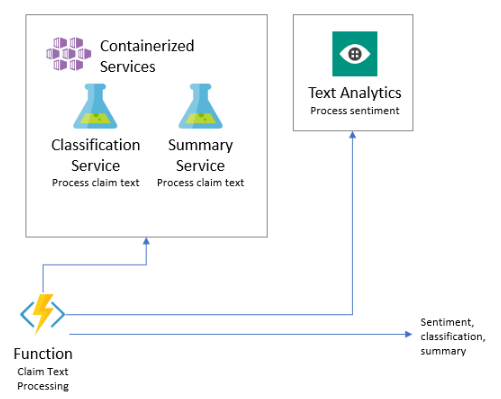 Containerized
Services
Classification
Service
Process claim text
Summary
Service
Process claim text
Text Analytics
Process sentiment
Function
Claim Text
Processing
Sentiment,
classification,
summary